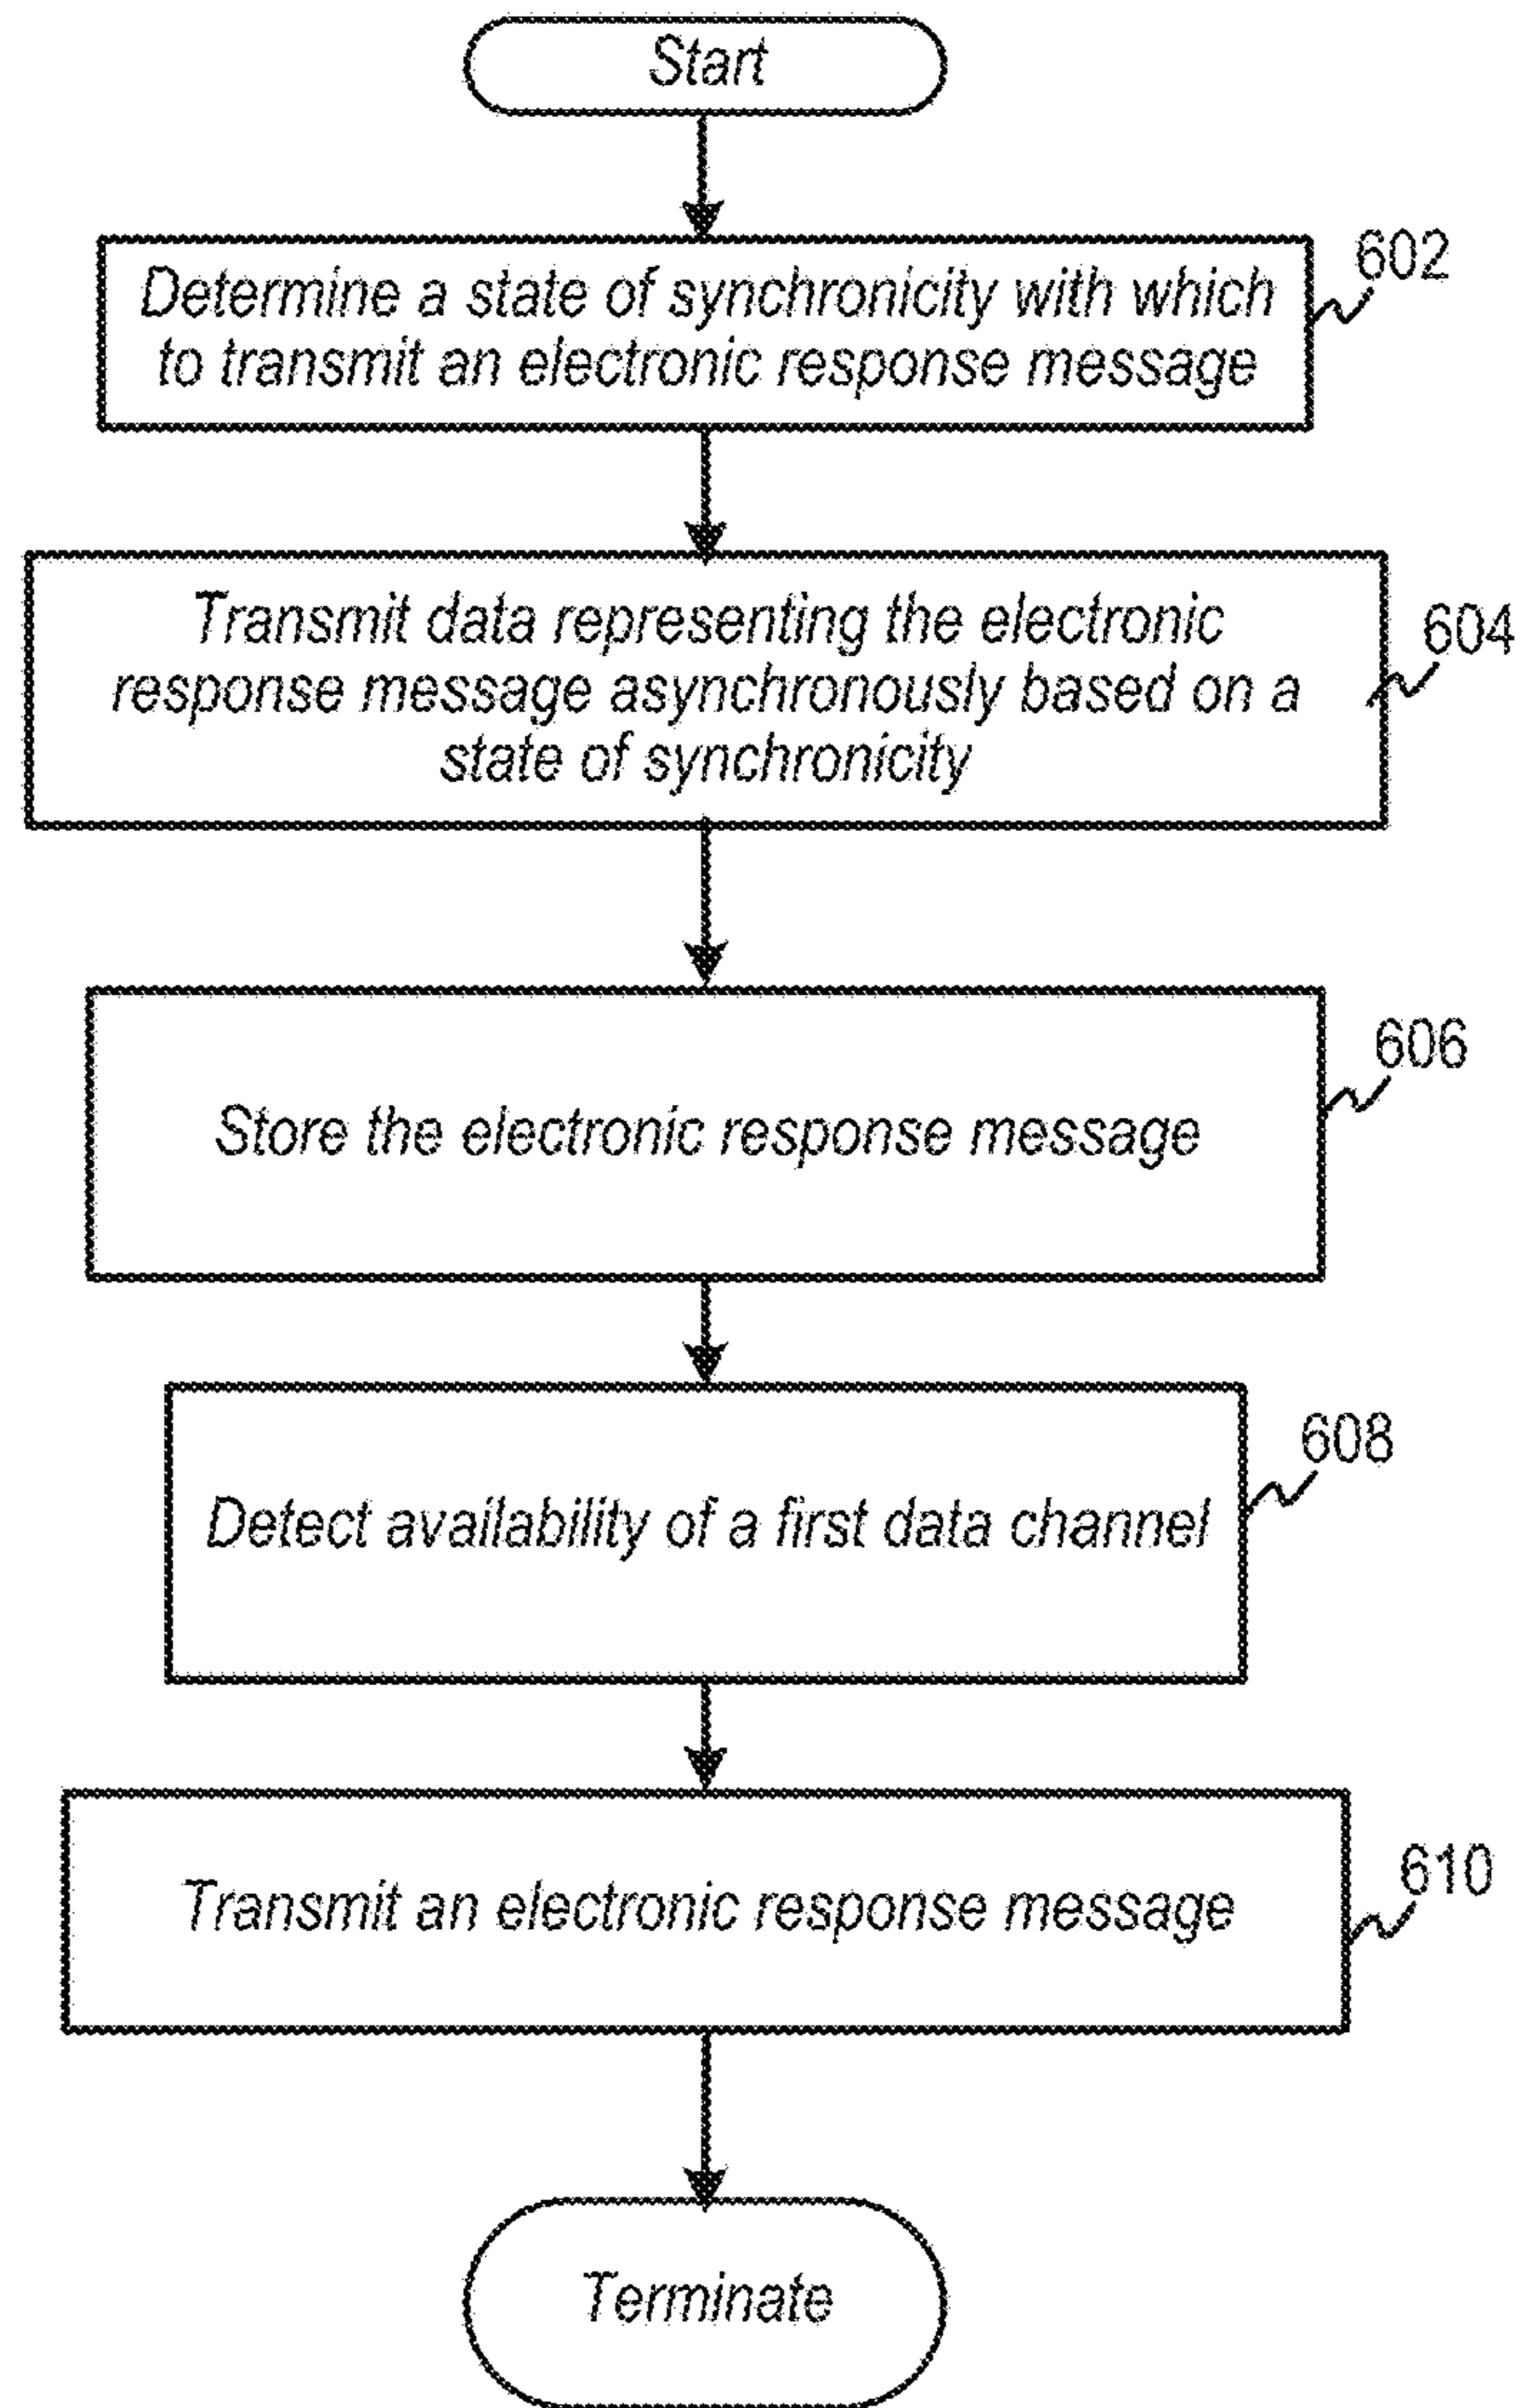 Start
Determine a state of synchronicity with which
to transmit an electronic response message
602
Transmit data representing the electronic
response message asynchronously based on a
state of synchronicity
604
Store the electronic response message
606
Detect availability of a first data channel
608
Transmit an electronic response message
610
Terminate